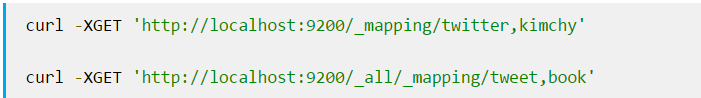 curl -XGET 'http://localhost:9200/_mapping/twitter,kimchy'
curl -XGET 'http://localhost:9200/_all/_mapping/tweet,book'